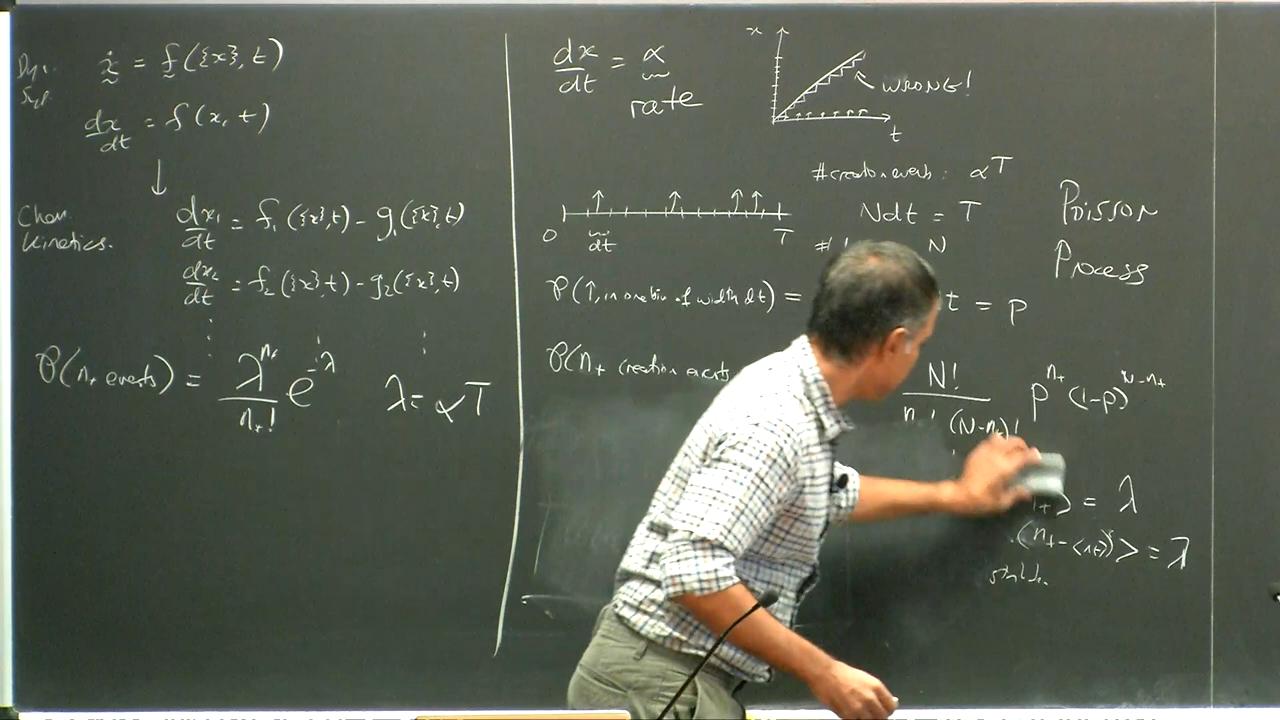 Dyn. ẋ = f({x}, t)
Sys.
dx/dt = f(x, t)
↓
Chem. dx₁/dt = f₁({x},t) - g₁({x},t)
kinetics. dx₂/dt = f₂({x},t) - g₂({x},t)
P(n₊ events) = λ^n₊ / n₊! e^-λ λ = αT
dx/dt = α
rate
x
WRONG!
t
# creation events: αT
0 dt T
Ndt = T
# N
Poisson
Process
P(↑, in one bin of width dt) = t = p
P(n₊ creation events N! / n ! (N-n₊)! p^n₊ (1-p)^N-n₊
₊> = λ
(n₊ - <n₊>)²> = λ